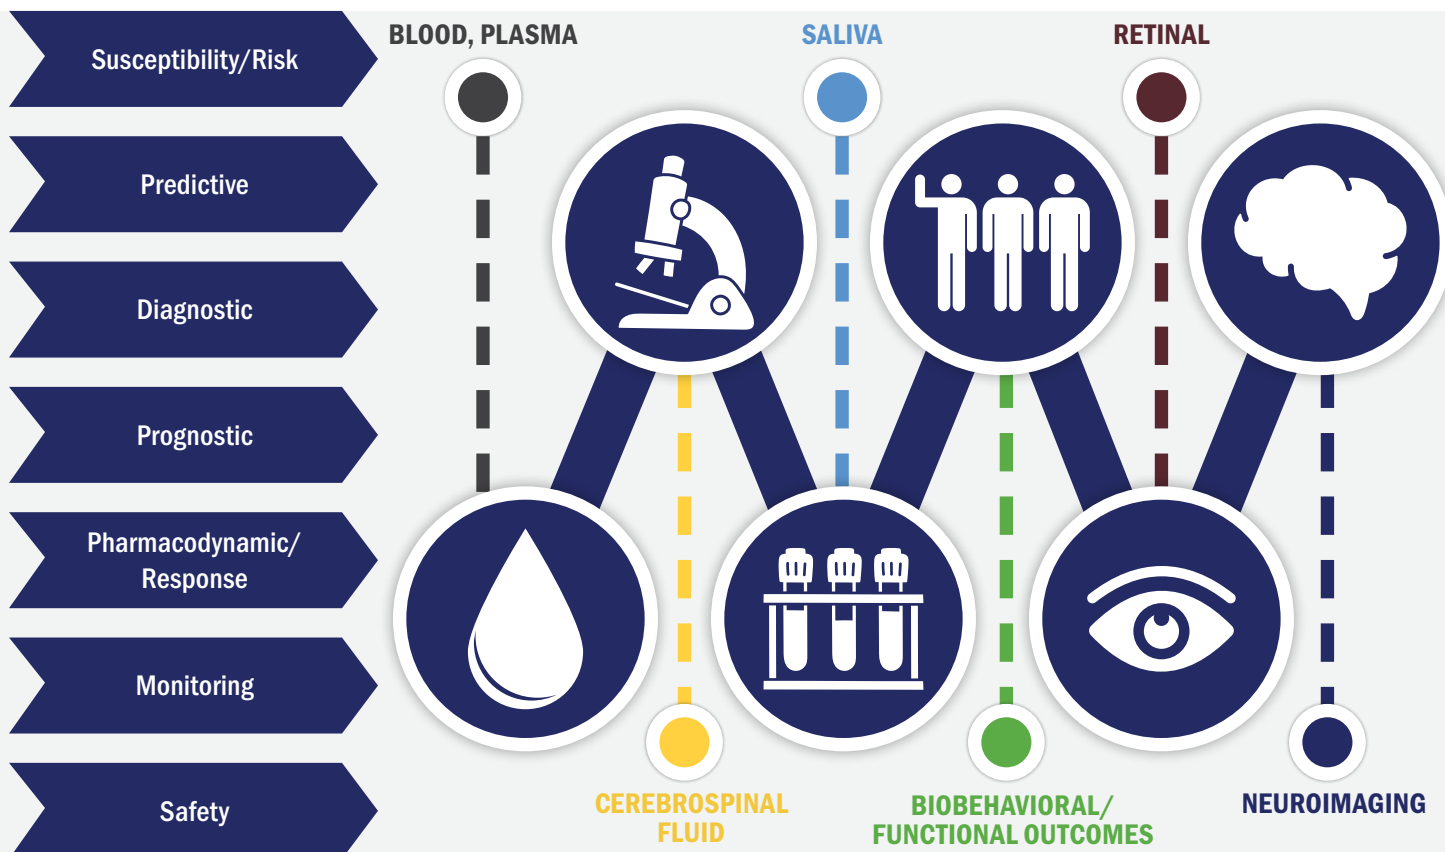 Susceptibility/Risk
Predictive
Diagnostic
Prognostic
Pharmacodynamic/
Response
Monitoring
Safety
BLOOD, PLASMA
SALIVA
RETINAL
CEREBROSPINAL
FLUID
BIOBEHAVIORAL/
FUNCTIONAL OUTCOMES
NEUROIMAGING